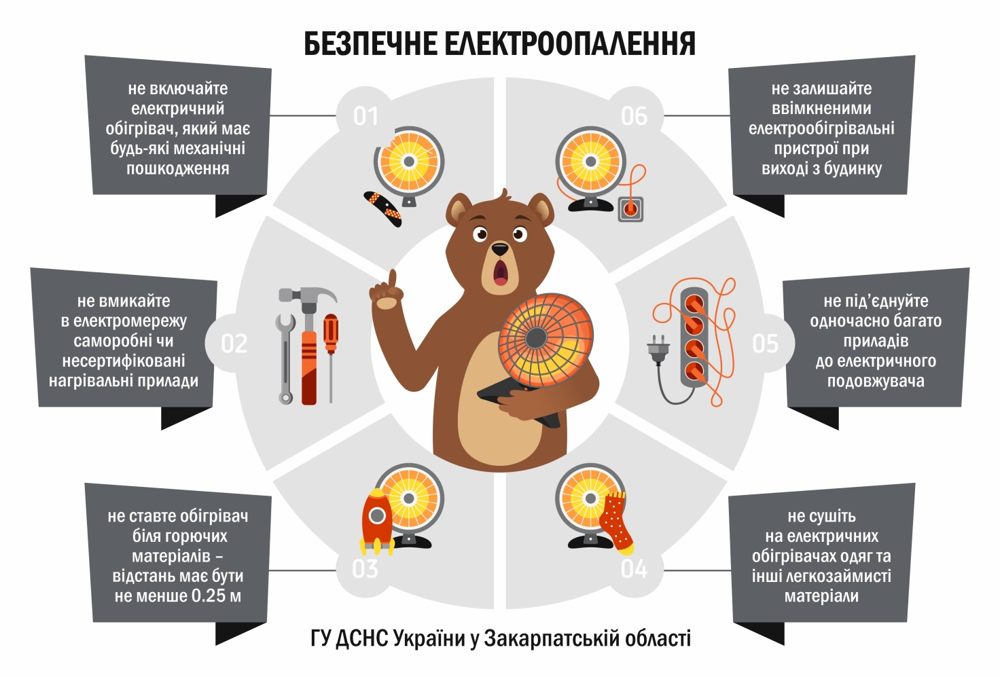 БЕЗПЕЧНЕ ЕЛЕКТРООПАЛЕННЯ
01
не включайте
електричний
обігрівач, який має
будь-які механічні
пошкодження
02
не вмикайте
в електромережу
саморобні чи
несертифіковані
нагрівальні прилади
03
не ставте обігрівач
біля горючих
матеріалів –
відстань має бути
не менше 0.25 м
04
не сушіть
на електричних
обігрівачах одяг та
інші легкозаймисті
матеріали
05
не під’єднуйте
одночасно багато
приладів
до електричного
подовжувача
06
не залишайте
ввімкненими
електрообігрівальні
пристрої при
виході з будинку
ГУ ДСНС України у Закарпатській області